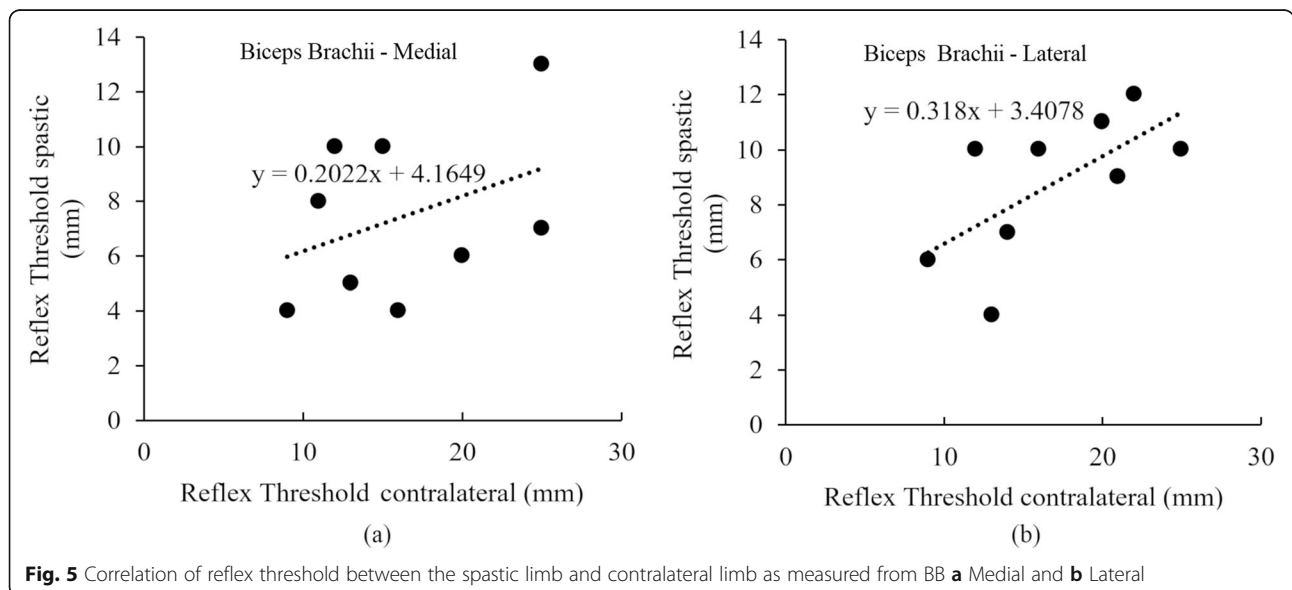 Biceps Brachii - Medial
y = 0.2022x + 4.1649
Reflex Threshold spastic
(mm)
14
12
10
8
6
4
2
0
0 10 20 30
Reflex Threshold contralateral (mm)
(a)
Biceps Brachii - Lateral
y = 0.318x + 3.4078
Reflex Threshold spastic
(mm)
14
12
10
8
6
4
2
0
0 10 20 30
Reflex Threshold contralateral (mm)
(b)
Fig. 5 Correlation of reflex threshold between the spastic limb and contralateral limb as measured from BB a Medial and b Lateral